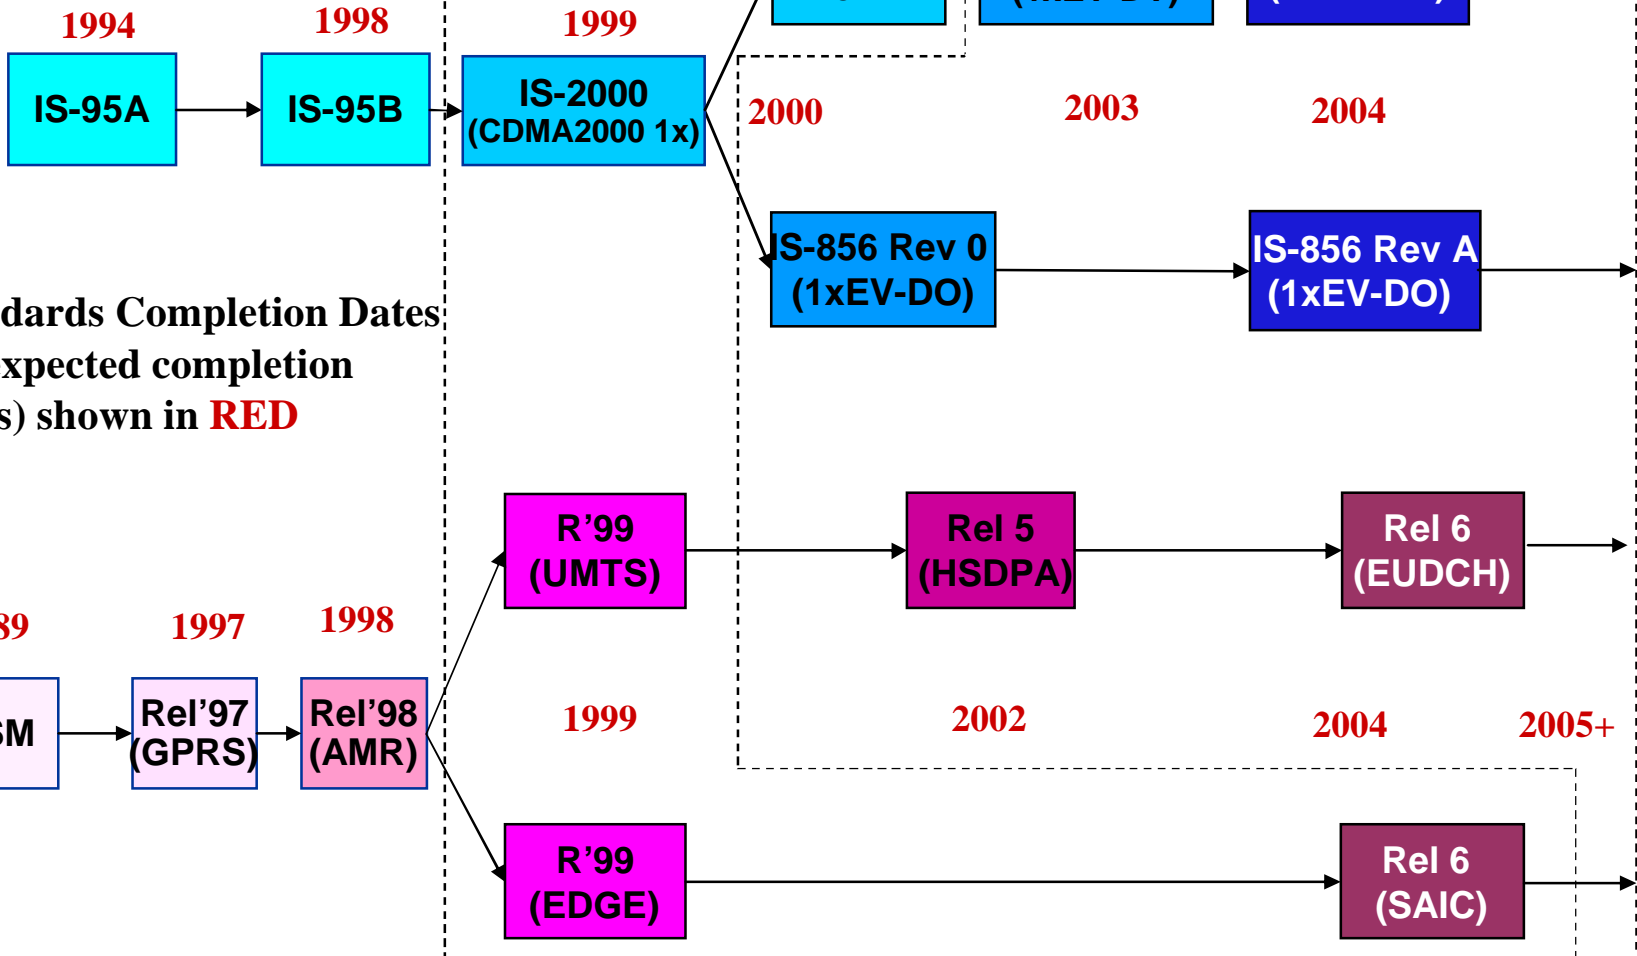 1994
1998
1999
IS-95A
IS-95B
IS-2000
(CDMA2000 1x)
2000
2003
2004
IS-856 Rev 0
(1xEV-DO)
IS-856 Rev A
(1xEV-DO)
dards Completion Dates
expected completion
s) shown in RED
R’99
(UMTS)
Rel 5
(HSDPA)
Rel 6
(EUDCH)
89
1997
1998
SM
Rel’97
(GPRS)
Rel’98
(AMR)
1999
2002
2004
2005+
R’99
(EDGE)
Rel 6
(SAIC)